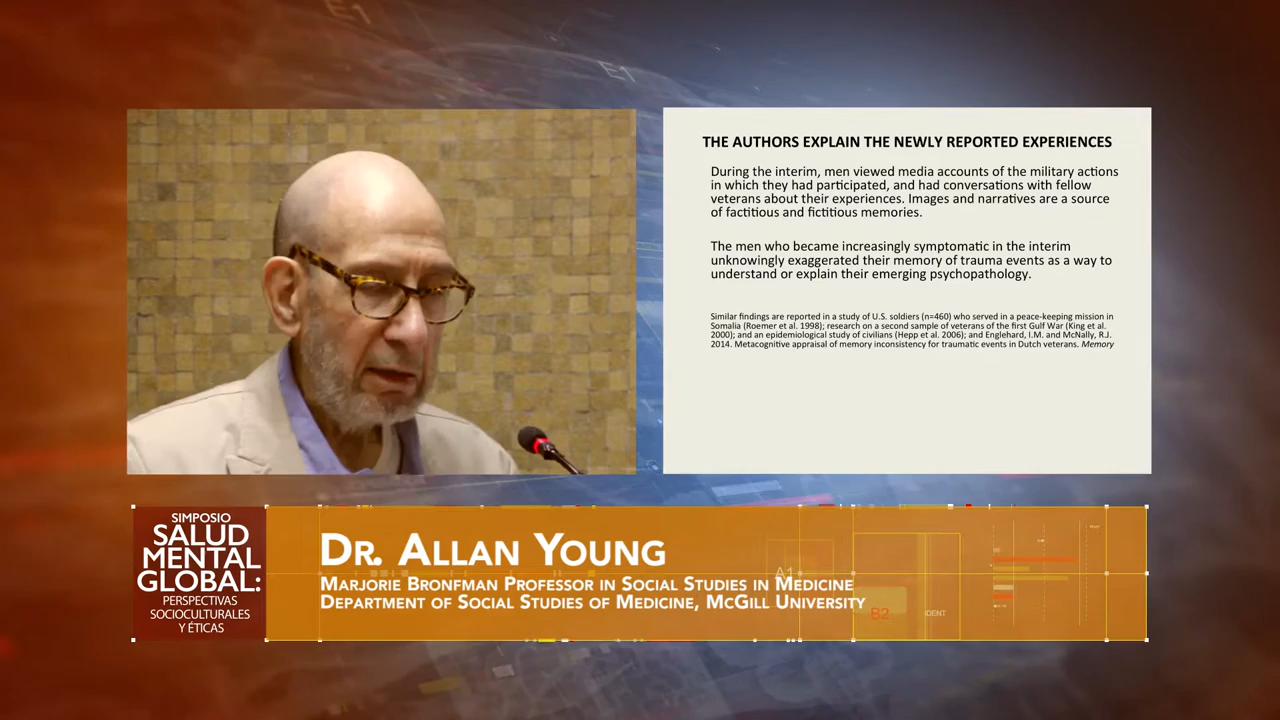 E1
E1
THE AUTHORS EXPLAIN THE NEWLY REPORTED EXPERIENCES
During the interim, men viewed media accounts of the military actions
in which they had participated, and had conversations with fellow
veterans about their experiences. Images and narratives are a source
of factitious and fictitious memories.
The men who became increasingly symptomatic in the interim
unknowingly exaggerated their memory of trauma events as a way to
understand or explain their emerging psychopathology.
Similar findings are reported in a study of U.S. soldiers (n=460) who served in a peace-keeping mission in
Somalia (Roemer et al. 1998); research on a second sample of veterans of the first Gulf War (King et al.
2000); and an epidemiological study of civilians (Hepp et al. 2006); and Englehard, I.M. and McNally, R.J.
2014. Metacognitive appraisal of memory inconsistency for traumatic events in Dutch veterans. Memory
SIMPOSIO
SALUD
MENTAL
GLOBAL:
PERSPECTIVAS
SOCIOCULTURALES
Y ÉTICAS
DR. ALLAN YOUNG
MARJORIE BRONFMAN PROFESSOR IN SOCIAL STUDIES IN MEDICINE
DEPARTMENT OF SOCIAL STUDIES OF MEDICINE, MCGILL UNIVERSITY
A1
B2
IDENT